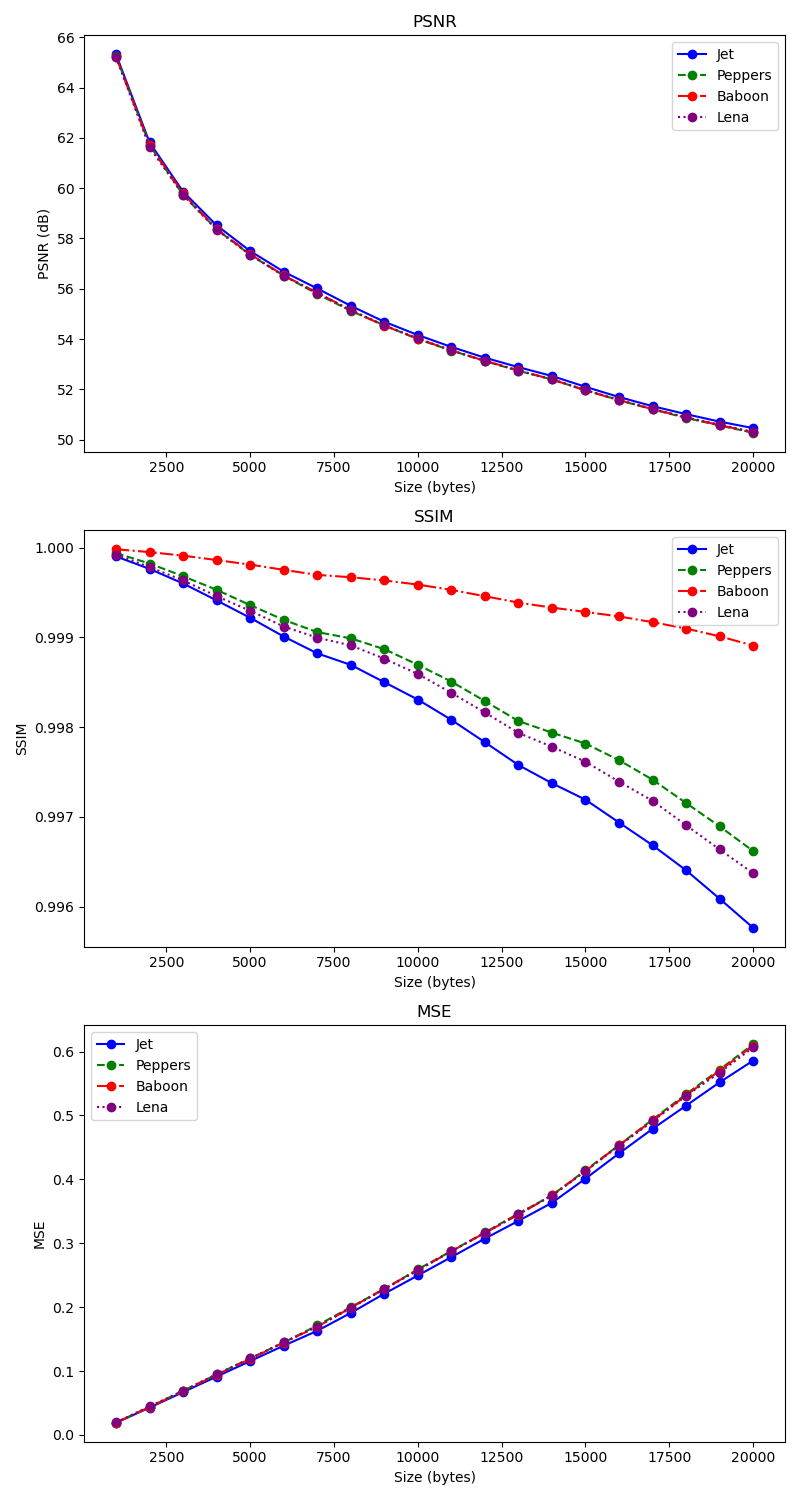 PSNR
66
64
62
60
58
56
54
52
50
PSNR (dB)
Jet
Peppers
Baboon
Lena
2500 5000 7500 10000 12500 15000 17500 20000
Size (bytes)
SSIM
1.000
0.999
0.998
0.997
0.996
SSIM
Jet
Peppers
Baboon
Lena
2500 5000 7500 10000 12500 15000 17500 20000
Size (bytes)
MSE
Jet
Peppers
Baboon
Lena
0.6
0.5
0.4
0.3
0.2
0.1
0.0
MSE
2500 5000 7500 10000 12500 15000 17500 20000
Size (bytes)